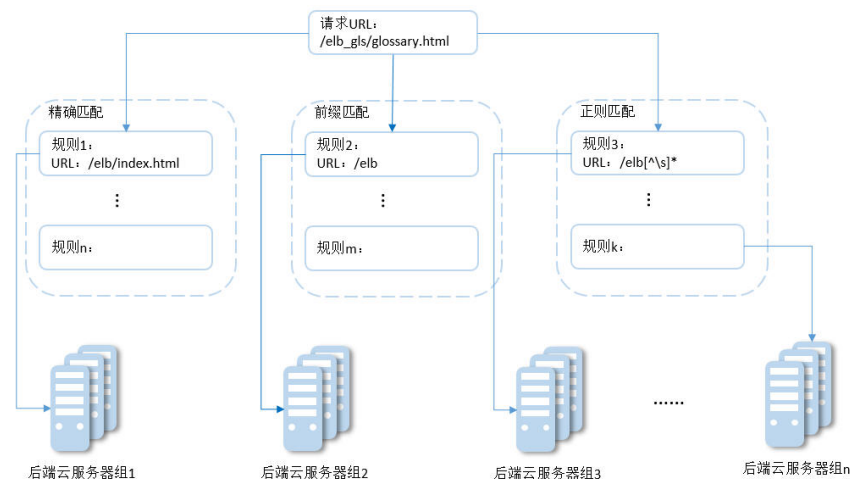 请求URL：
/elb_gls/glossary.html
精确匹配
前缀匹配
正则匹配
规则1：
URL：/elb/index.html
规则2：
URL：/elb
规则3：
URL：/elb[^\s]*
⋮
⋮
⋮
规则n：
规则m：
规则k：
……
后端云服务器组1
后端云服务器组2
后端云服务器组3
后端云服务器组n